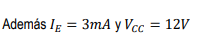 Además I_E = 3mA y V_CC = 12V